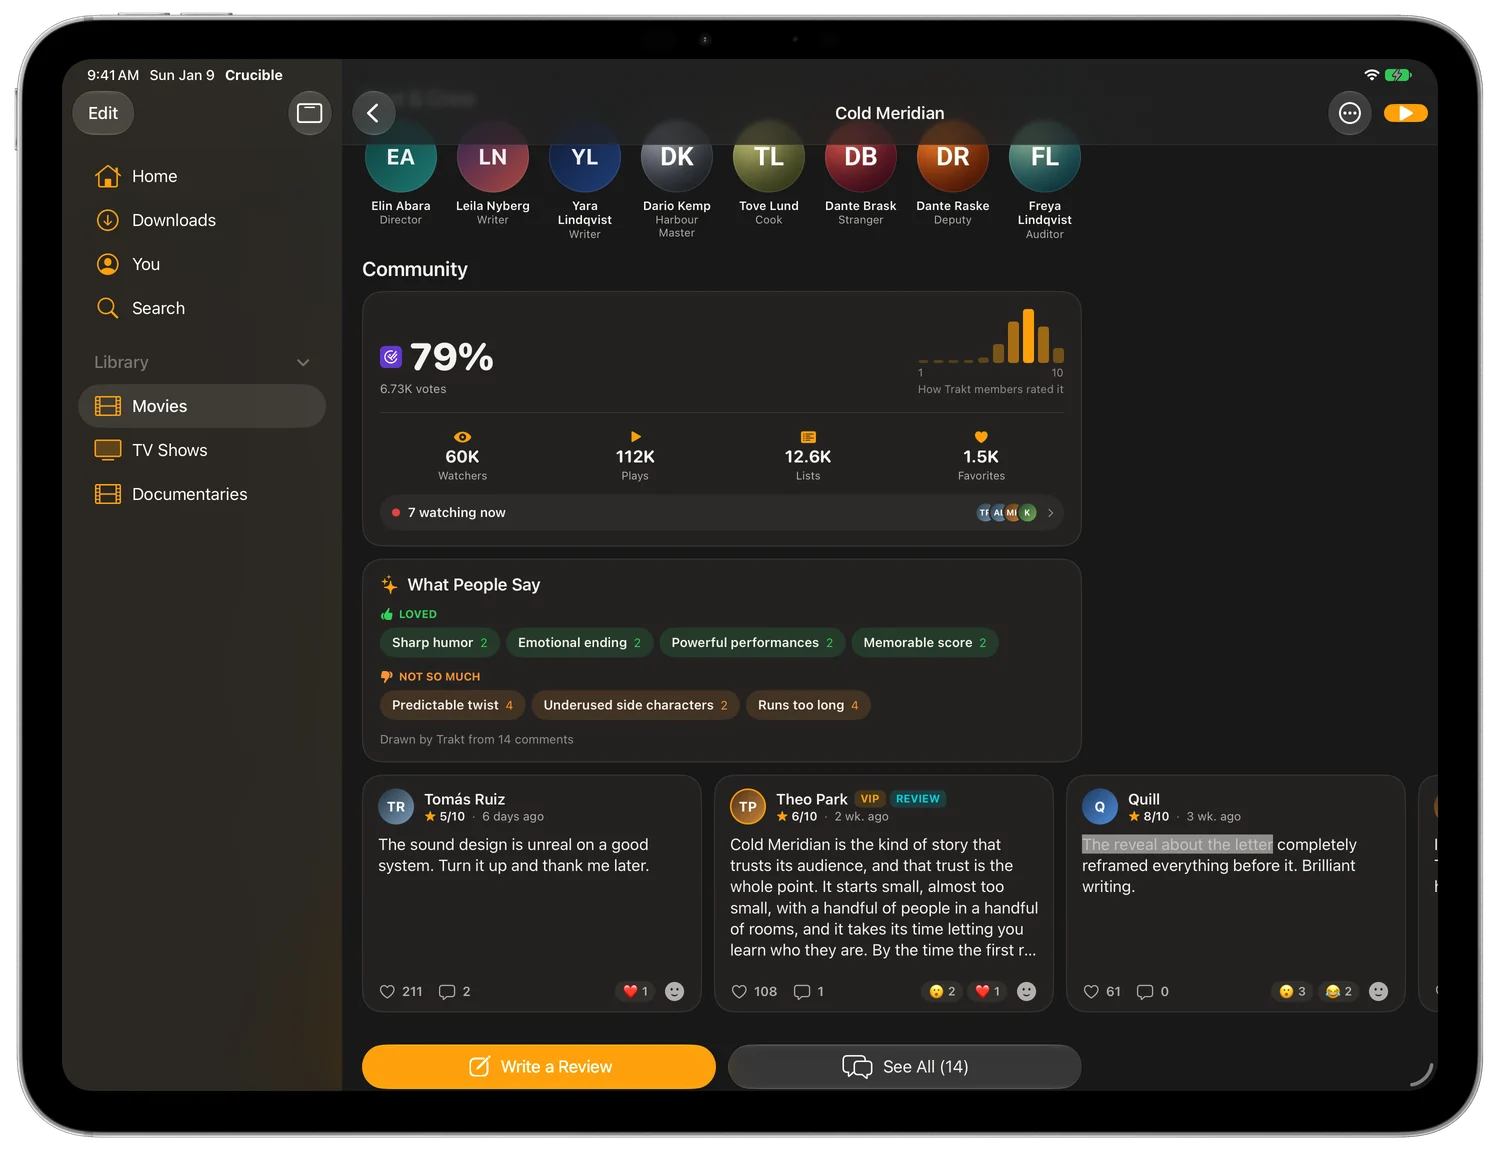 9:41 AM Sun Jan 9 Crucible
Edit
Cold Meridian
Home
Downloads
You
Search
Library
Movies
TV Shows
Documentaries
EA
LN
YL
DK
TL
DB
DR
FL
Elin Abara
Director
Leila Nyberg
Writer
Yara
Lindqvist
Writer
Dario Kemp
Harbour
Master
Tove Lund
Cook
Dante Brask
Stranger
Dante Raske
Deputy
Freya
Lindqvist
Auditor
Community
79%
6.73K votes
1 10
How Trakt members rated it
60K
Watchers
112K
Plays
12.6K
Lists
1.5K
Favorites
7 watching now
K
What People Say
LOVED
Sharp humor 2
Emotional ending 2
Powerful performances 2
Memorable score 2
NOT SO MUCH
Predictable twist 4
Underused side characters 2
Runs too long 4
Drawn by Trakt from 14 comments
TR
Tomás Ruiz
5/10 · 6 days ago
The sound design is unreal on a good
system. Turn it up and thank me later.
211 2
❤️ 1
TP
Theo Park VIP REVIEW
6/10 · 2 wk. ago
Cold Meridian is the kind of story that
trusts its audience, and that trust is the
whole point. It starts small, almost too
small, with a handful of people in a handful
of rooms, and it takes its time letting you
learn who they are. By the time the first r...
108 1
😮 2 ❤️ 1
Q
Quill
8/10 · 3 wk. ago
The reveal about the letter completely
reframed everything before it. Brilliant
writing.
61 0
😮 3 😂 2
Write a Review
See All (14)